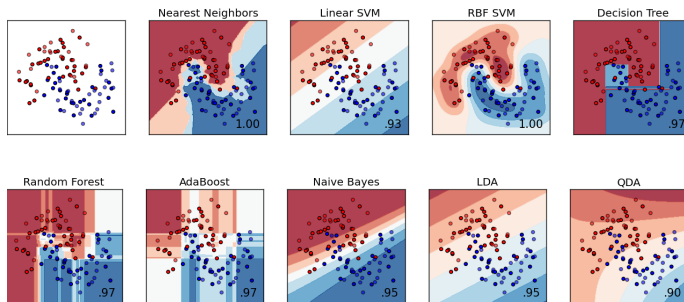 Nearest Neighbors
Linear SVM
RBF SVM
Decision Tree
1.00
.93
1.00
.97
Random Forest
AdaBoost
Naive Bayes
LDA
QDA
.97
.97
.95
.95
.90